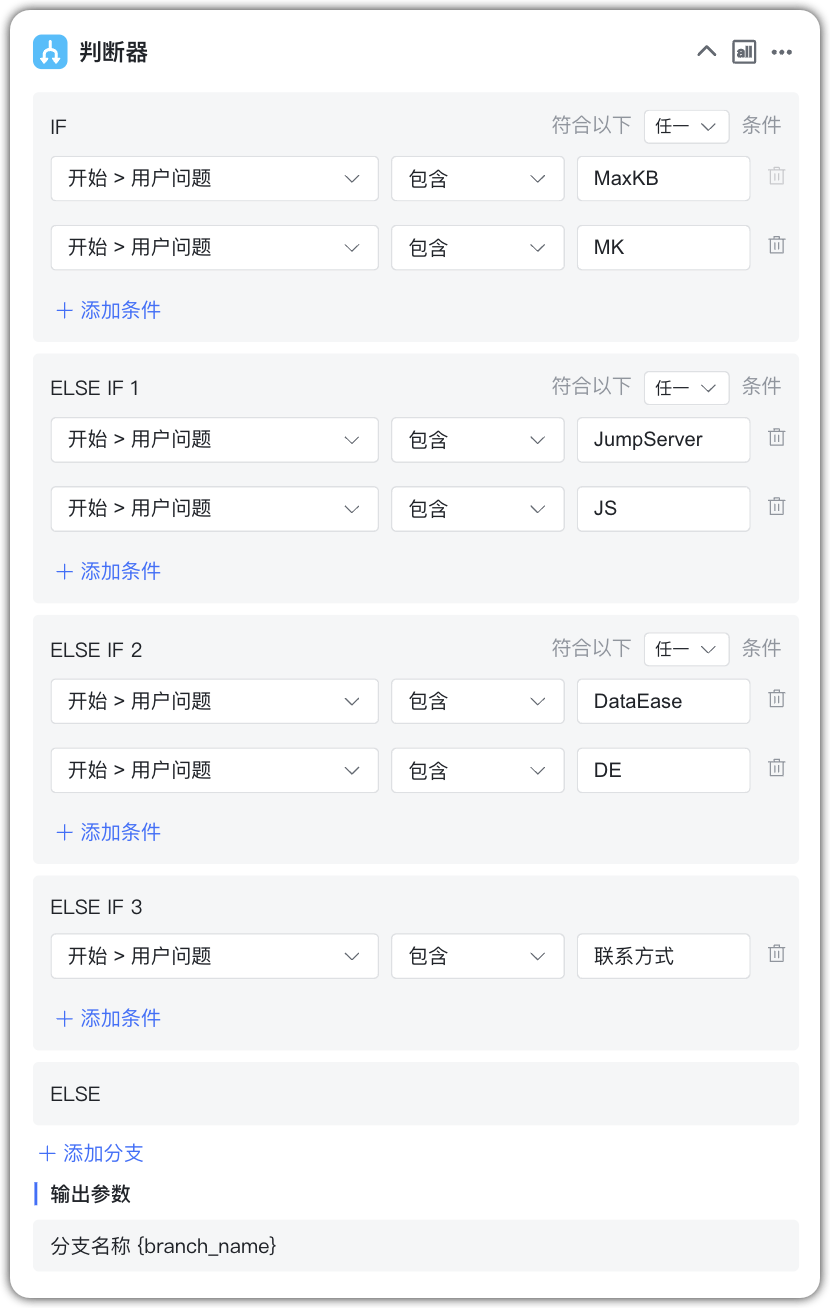 判断器 all
IF 符合以下 任一 条件
开始 > 用户问题 包含 MaxKB
开始 > 用户问题 包含 MK
+ 添加条件
ELSE IF 1 符合以下 任一 条件
开始 > 用户问题 包含 JumpServer
开始 > 用户问题 包含 JS
+ 添加条件
ELSE IF 2 符合以下 任一 条件
开始 > 用户问题 包含 DataEase
开始 > 用户问题 包含 DE
+ 添加条件
ELSE IF 3
开始 > 用户问题 包含 联系方式
+ 添加条件
ELSE
+ 添加分支
输出参数
分支名称 {branch_name}